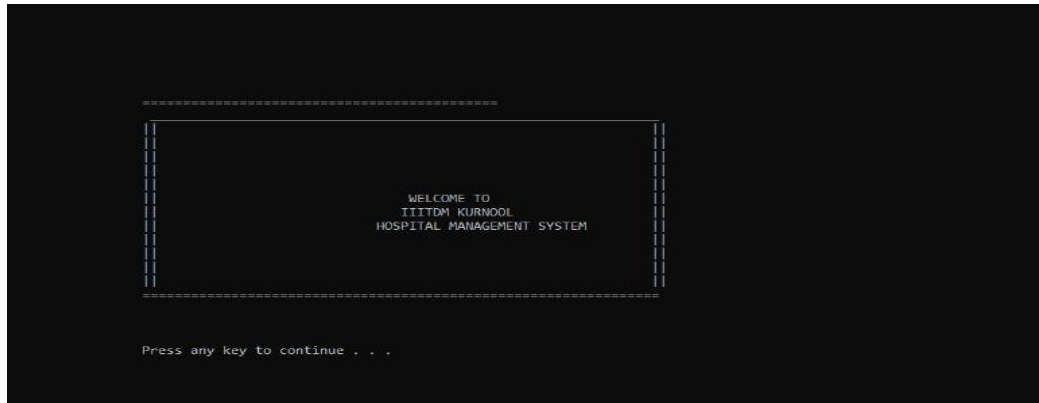 WELCOME TO
IIITDM KURNOOL
HOSPITAL MANAGEMENT SYSTEM
Press any key to continue . . .